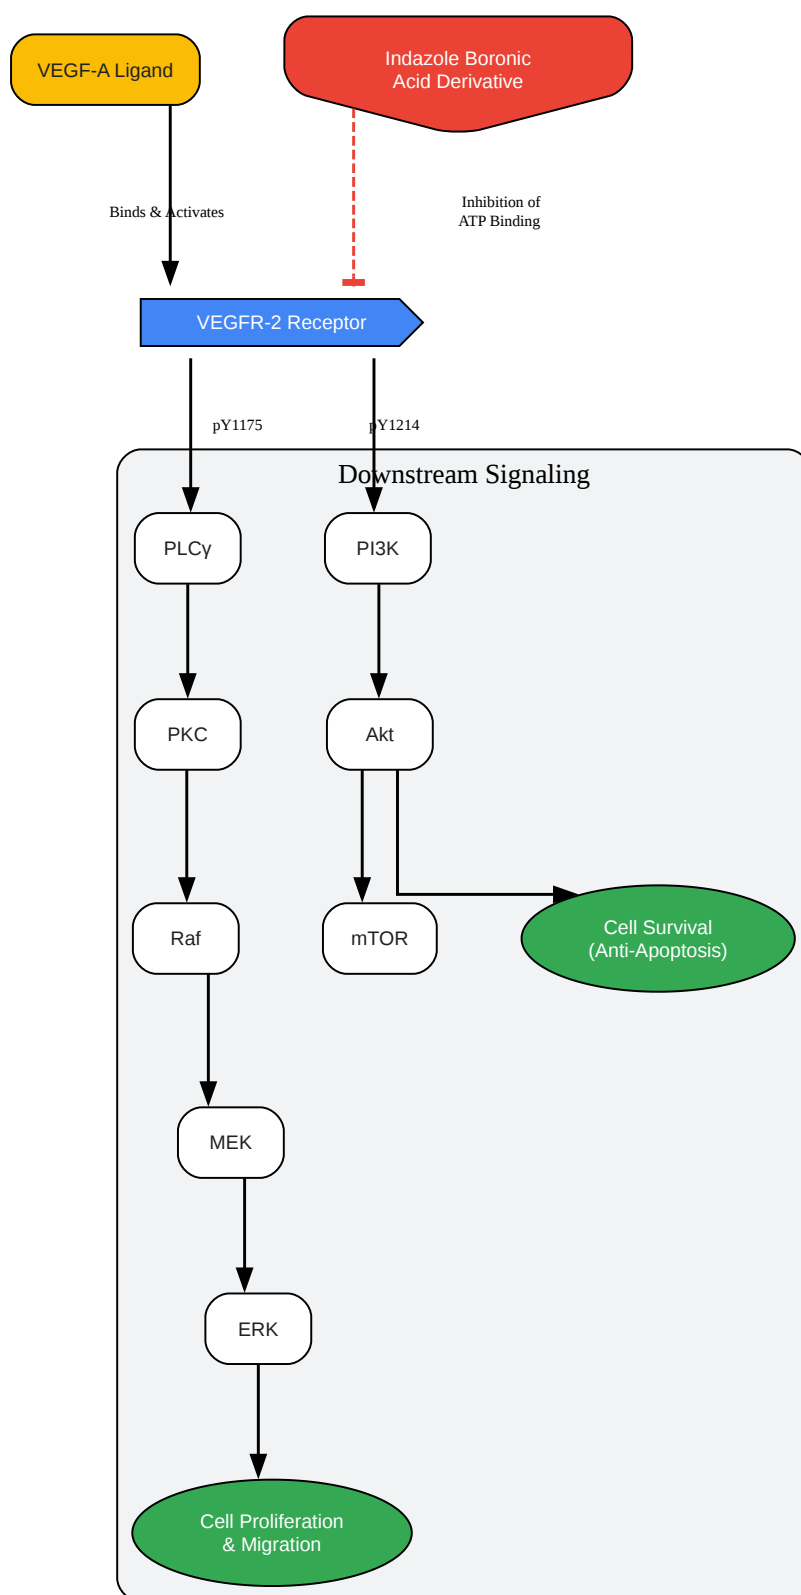 VEGF-A Ligand
Indazole Boronic
Acid Derivative
Binds & Activates
Inhibition of
ATP Binding
VEGFR-2 Receptor
pY1175
pY1214
Downstream Signaling
PLCγ
PI3K
PKC
Akt
Raf
mTOR
Cell Survival
(Anti-Apoptosis)
MEK
ERK
Cell Proliferation
& Migration